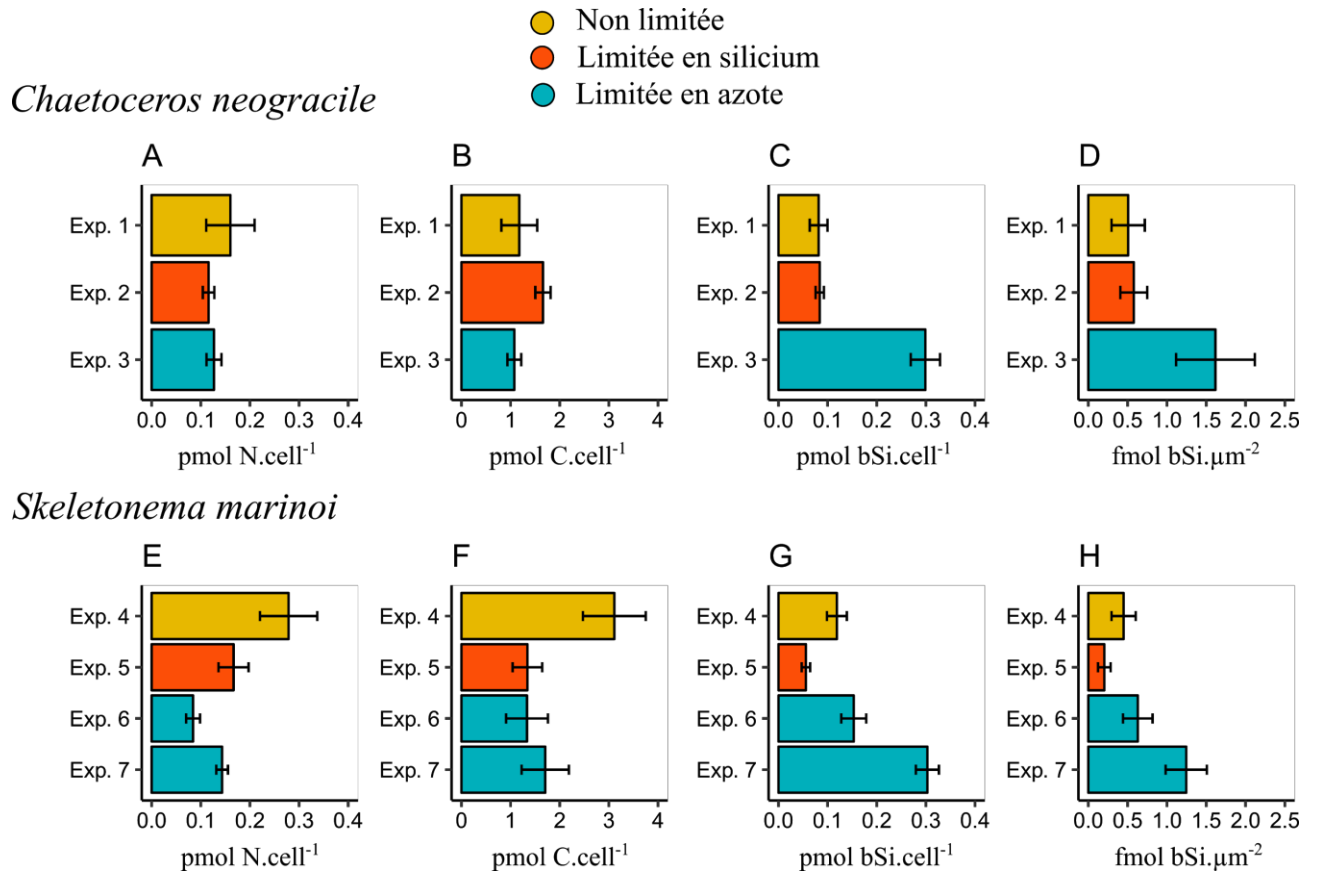 Non limitée
Limitée en silicium
Limitée en azote
Chaetoceros neogracile
A B C D
Exp. 1 Exp. 1 Exp. 1 Exp. 1
Exp. 2 Exp. 2 Exp. 2 Exp. 2
Exp. 3 Exp. 3 Exp. 3 Exp. 3
0.0 0.1 0.2 0.3 0.4 0 1 2 3 4 0.0 0.1 0.2 0.3 0.4 0.0 0.5 1.0 1.5 2.0 2.5
pmol N.cell⁻¹ pmol C.cell⁻¹ pmol bSi.cell⁻¹ fmol bSi.µm⁻²
Skeletonema marinoi
E F G H
Exp. 4 Exp. 4 Exp. 4 Exp. 4
Exp. 5 Exp. 5 Exp. 5 Exp. 5
Exp. 6 Exp. 6 Exp. 6 Exp. 6
Exp. 7 Exp. 7 Exp. 7 Exp. 7
0.0 0.1 0.2 0.3 0.4 0 1 2 3 4 0.0 0.1 0.2 0.3 0.4 0.0 0.5 1.0 1.5 2.0 2.5
pmol N.cell⁻¹ pmol C.cell⁻¹ pmol bSi.cell⁻¹ fmol bSi.µm⁻²